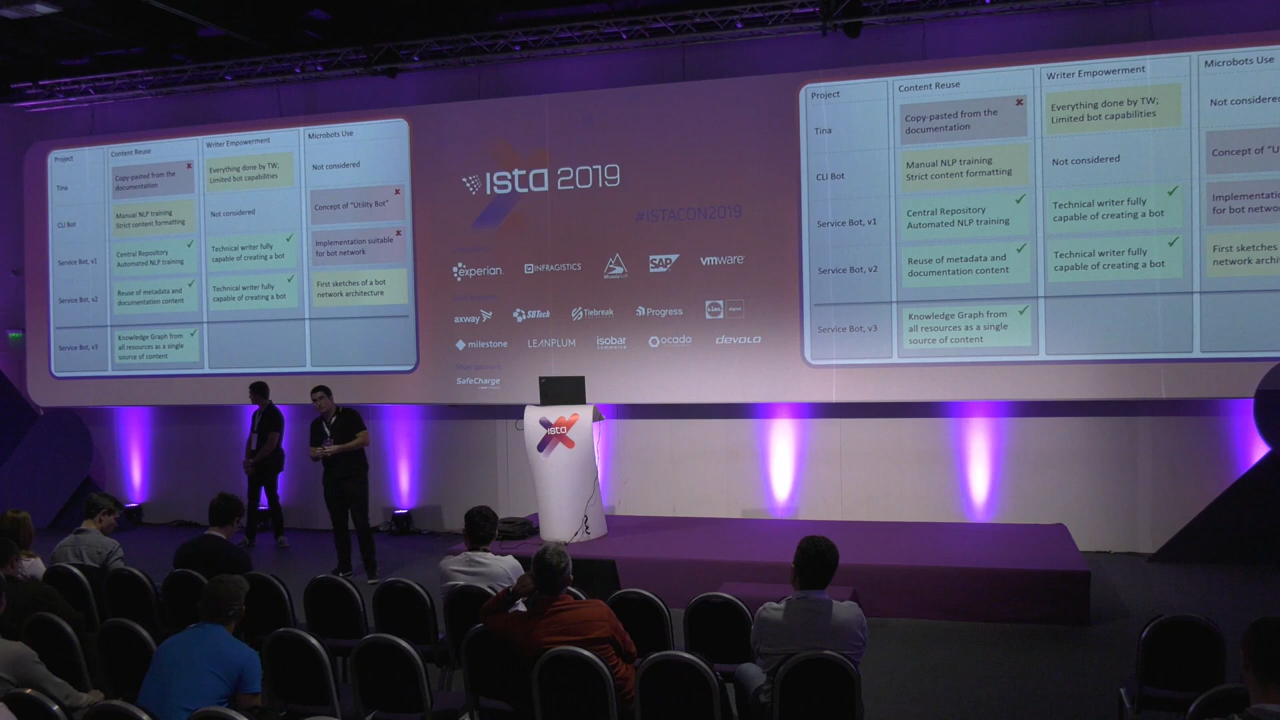 Project
Content Reuse
Writer Empowerment
Microbots Use
Tina
Copy-pasted from the
documentation
Everything done by TW;
Limited bot capabilities
Not considered
CLI Bot
Manual NLP training
Strict content formatting
Not considered
Concept of "Utility Bot"
Service Bot, v1
Central Repository
Automated NLP training
Technical writer fully
capable of creating a bot
Implementation suitable
for bot network
Service Bot, v2
Reuse of metadata and
documentation content
Technical writer fully
capable of creating a bot
First sketches of a bot
network architecture
Service Bot, v3
Knowledge Graph from
all resources as a single
source of content
ista 2019
#ISTACON2019
experian.
INFRAGISTICS
SAP
vmware
axway
SBTech
Tiebreak
Progress
milestone
LEANPLUM
isobar
commerce
ocado
devolo
SafeCharge
ista
Project
Content Reuse
Writer Empowerment
Microbots Use
Tina
Copy-pasted from the
documentation
Everything done by TW;
Limited bot capabilities
Not considered
CLI Bot
Manual NLP training
Strict content formatting
Not considered
Concept of "U
Service Bot, v1
Central Repository
Automated NLP training
Technical writer fully
capable of creating a bot
Implementatio
for bot networ
Service Bot, v2
Reuse of metadata and
documentation content
Technical writer fully
capable of creating a bot
First sketches
network archi
Service Bot, v3
Knowledge Graph from
all resources as a single
source of content